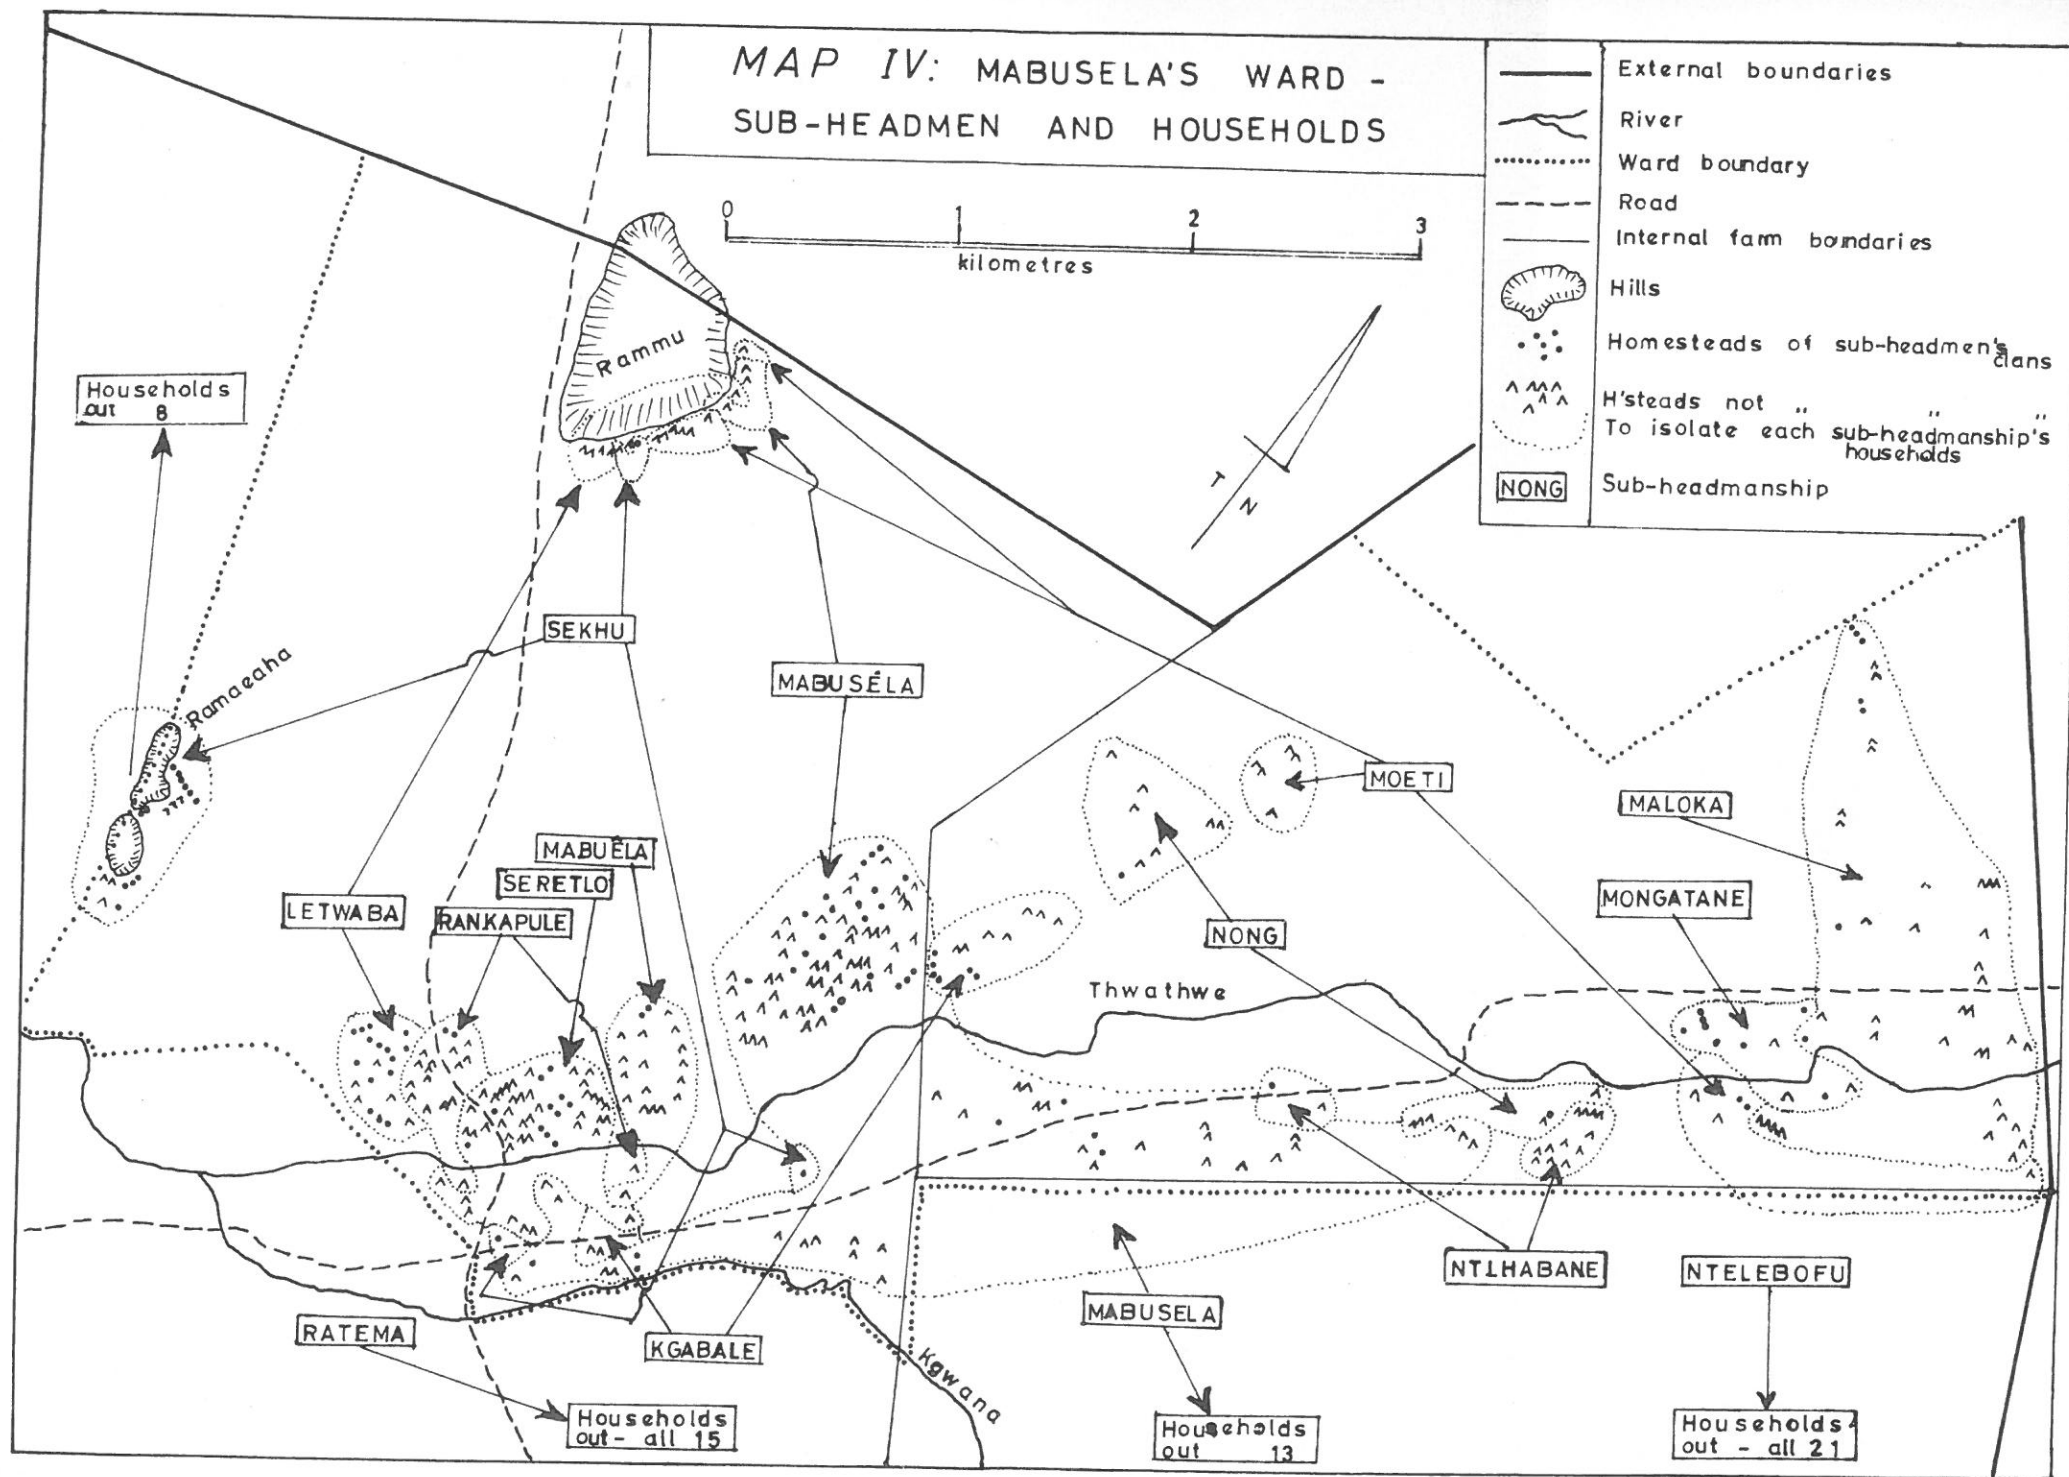 MAP IV: MABUSELA'S WARD -
SUB-HEADMEN AND HOUSEHOLDS
External boundaries
River
Ward boundary
Road
Internal farm boundaries
Hills
Homesteads of sub-headmen's
clans
H'steads not " " "
To isolate each sub-headmanship's
households
NONG
Sub-headmanship
0 1 2 3
kilometres
T
N
Rammu
Households
out 8
SEKHU
Ramaeaha
MABUSÉLA
MOETI
MALOKA
MABUÉLA
SERETLO
LETWABA
RANKAPULE
MONGATANE
NONG
Thwathwe
NTLHABANE
NTELEBOFU
MABUSELA
RATEMA
KGABALE
Kgwana
Households
out - all 15
Households
out 13
Households
out - all 21